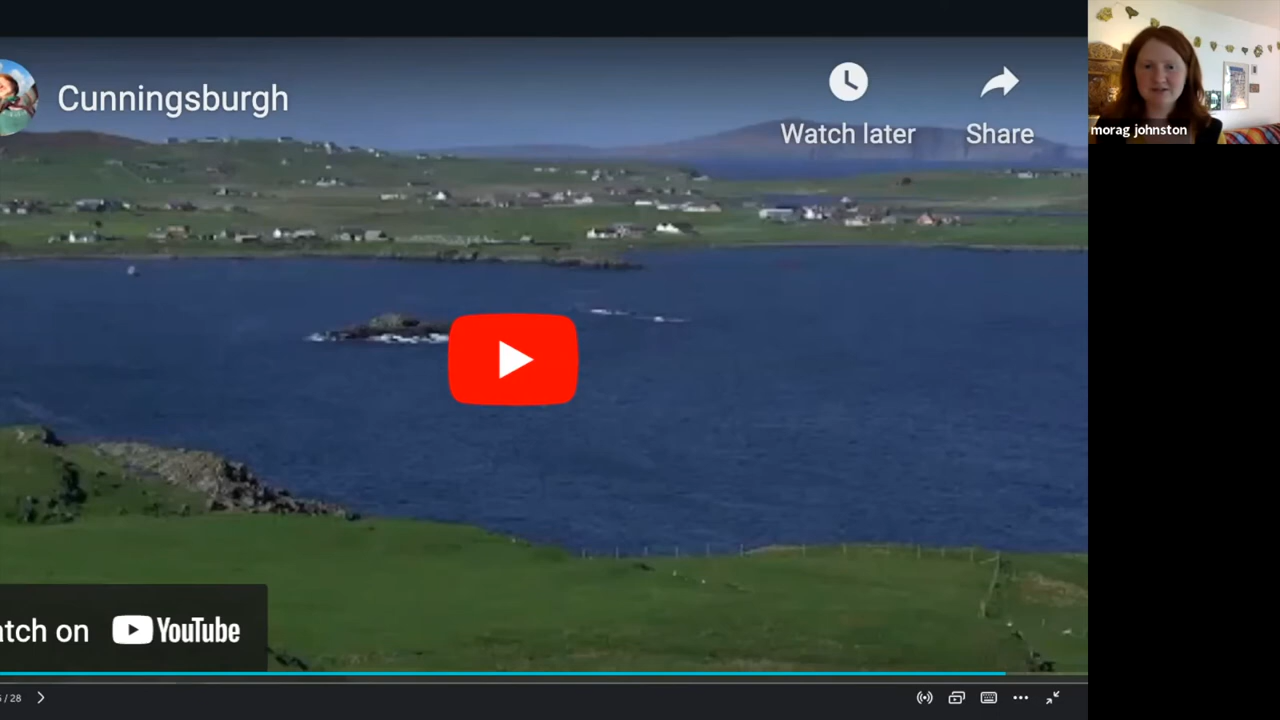 Cunningsburgh
Watch later
Share
morag johnston
atch on YouTube
/ 28